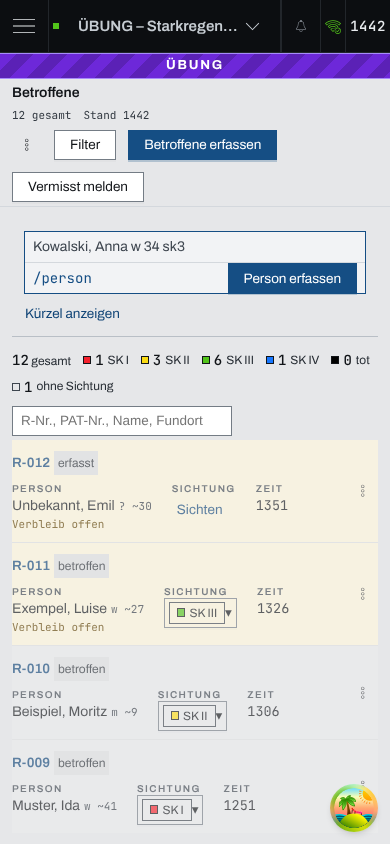 ÜBUNG – Starkregen… 1442
ÜBUNG
Betroffene
12 gesamt Stand 1442
Filter Betroffene erfassen
Vermisst melden
Kowalski, Anna w 34 sk3
/person Person erfassen
Kürzel anzeigen
12 gesamt 1 SK I 3 SK II 6 SK III 1 SK IV 0 tot
1 ohne Sichtung
R-Nr., PAT-Nr., Name, Fundort
R-012 erfasst
PERSON SICHTUNG ZEIT
Unbekannt, Emil ? ~30 Sichten 1351
Verbleib offen
R-011 betroffen
PERSON SICHTUNG ZEIT
Exempel, Luise w ~27 SK III 1326
Verbleib offen
R-010 betroffen
PERSON SICHTUNG ZEIT
Beispiel, Moritz m ~9 SK II 1306
R-009 betroffen
PERSON SICHTUNG ZEIT
Muster, Ida w ~41 SK I 1251